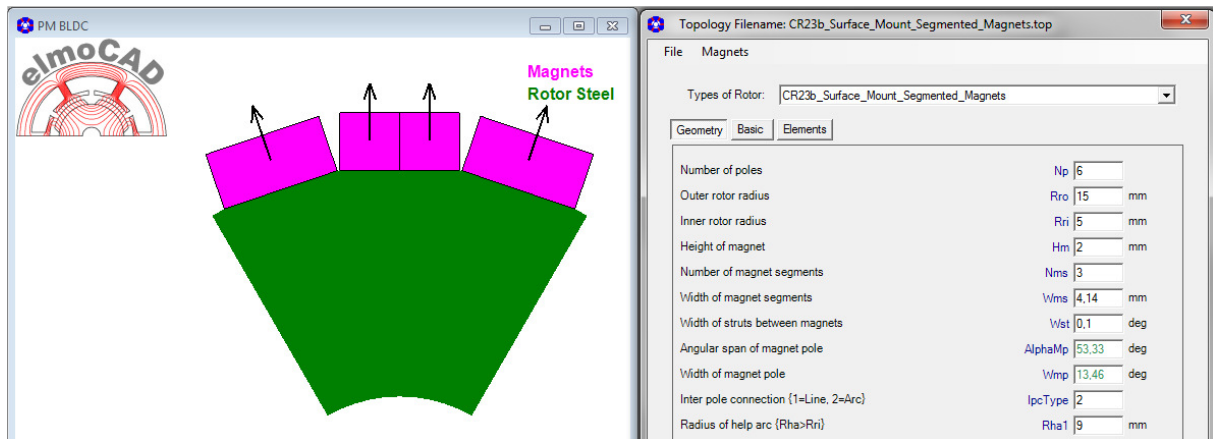 PM BLDC
elmoCAD
Magnets
Rotor Steel
Topology Filename: CR23b_Surface_Mount_Segmented_Magnets.top
File Magnets
Types of Rotor: CR23b_Surface_Mount_Segmented_Magnets
Geometry Basic Elements
Number of poles Np 6
Outer rotor radius Rro 15 mm
Inner rotor radius Rri 5 mm
Height of magnet Hm 2 mm
Number of magnet segments Nms 3
Width of magnet segments Wms 4,14 mm
Width of struts between magnets Wst 0,1 deg
Angular span of magnet pole AlphaMp 53,33 deg
Width of magnet pole Wmp 13,46 deg
Inter pole connection {1=Line, 2=Arc} IpcType 2
Radius of help arc {Rha>Rri} Rha1 9 mm